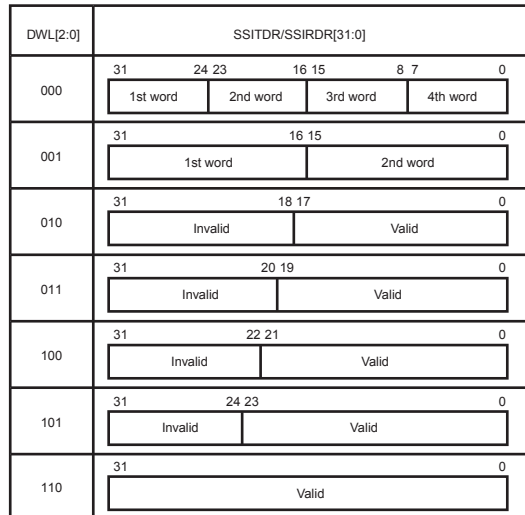 DWL[2:0] SSITDR/SSIRDR[31:0]
31 24 23 16 15 8 7 0
000 1st word 2nd word 3rd word 4th word
31 16 15 0
001 1st word 2nd word
31 18 17 0
010 Invalid Valid
31 20 19 0
011 Invalid Valid
31 22 21 0
100 Invalid Valid
31 24 23 0
101 Invalid Valid
31 0
110 Valid